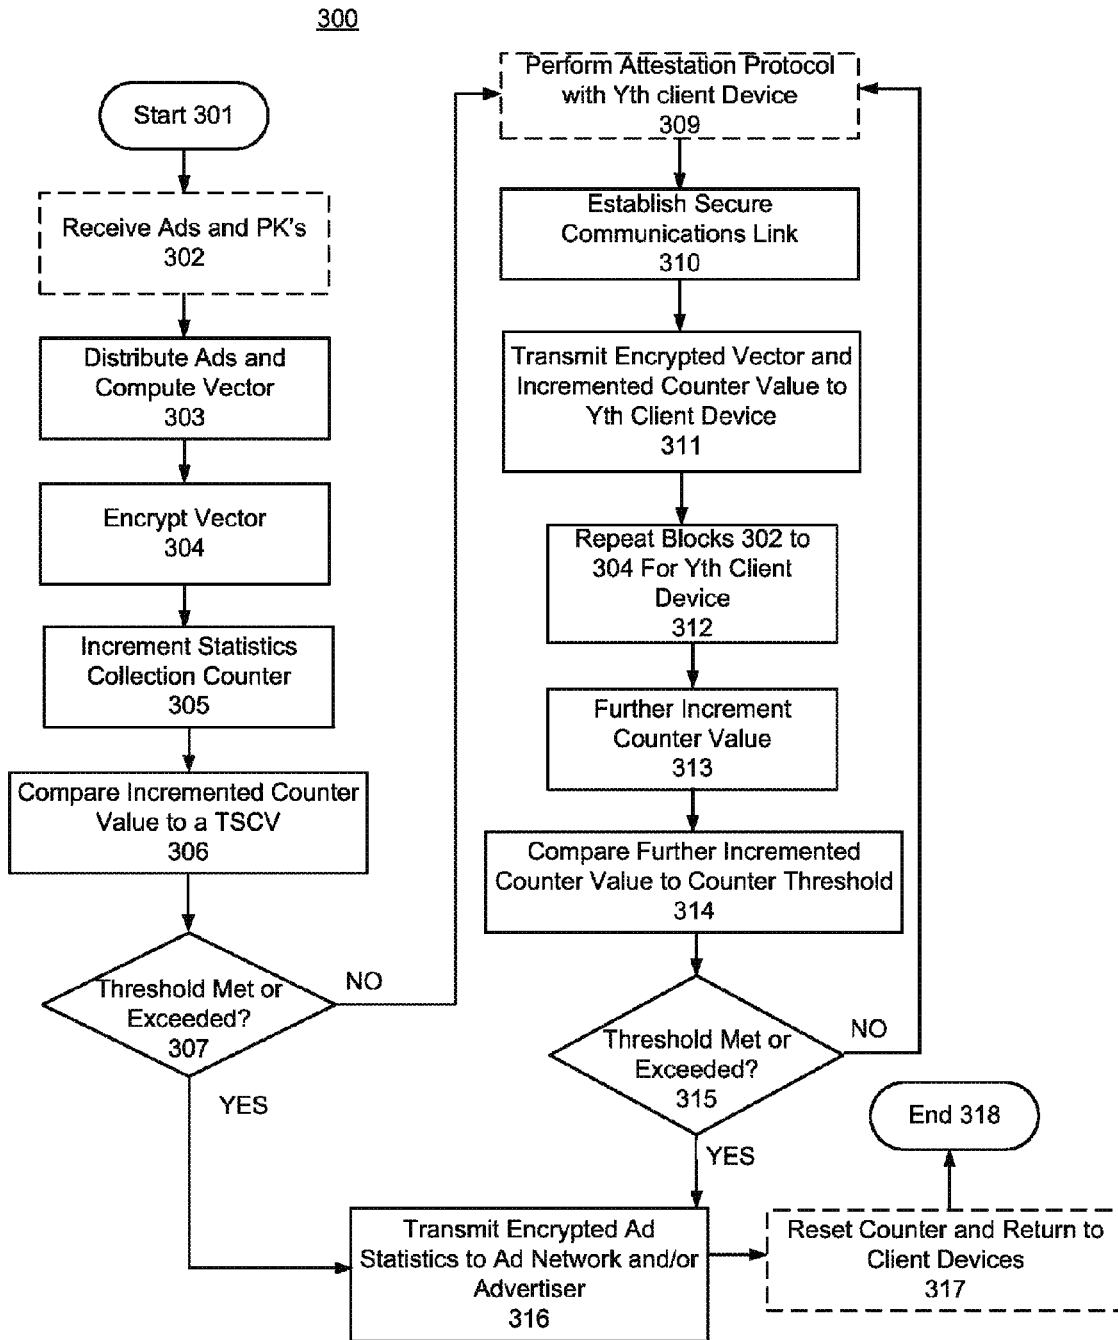 300
Start 301
Receive Ads and PK's
302
Distribute Ads and
Compute Vector
303
Encrypt Vector
304
Increment Statistics
Collection Counter
305
Compare Incremented Counter
Value to a TSCV
306
Threshold Met or
Exceeded?
307
NO
YES
Perform Attestation Protocol
with Yth client Device
309
Establish Secure
Communications Link
310
Transmit Encrypted Vector and
Incremented Counter Value to
Yth Client Device
311
Repeat Blocks 302 to
304 For Yth Client
Device
312
Further Increment
Counter Value
313
Compare Further Incremented
Counter Value to Counter Threshold
314
Threshold Met or
Exceeded?
315
NO
YES
Transmit Encrypted Ad
Statistics to Ad Network and/or
Advertiser
316
Reset Counter and Return to
Client Devices
317
End 318